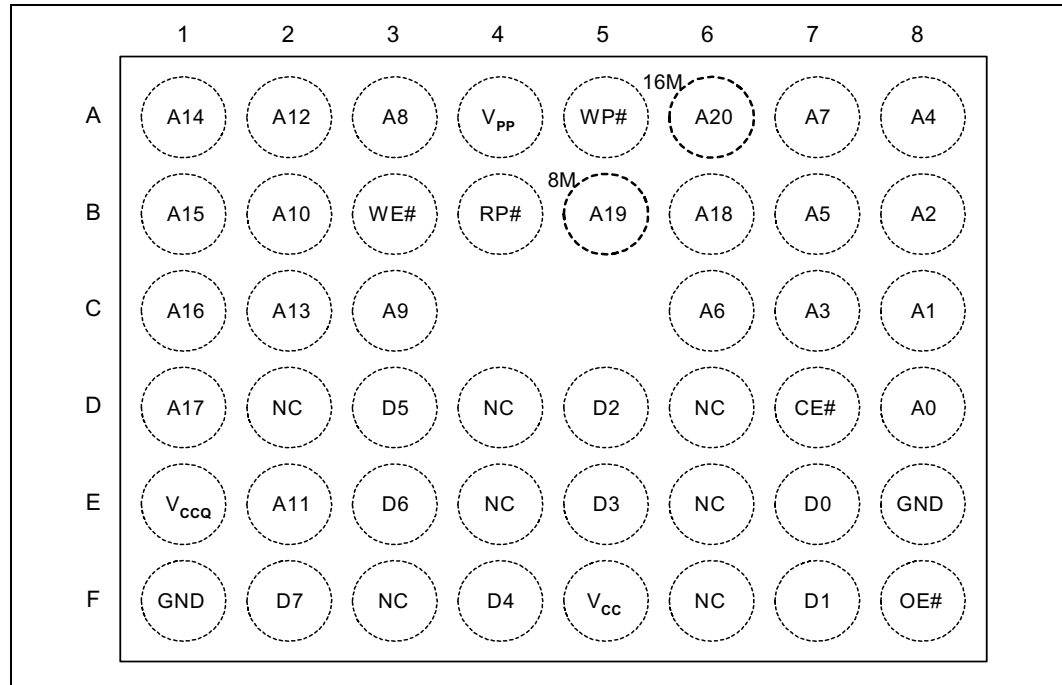 1 2 3 4 5 6 7 8
16M
A A14 A12 A8 VPP WP# A20 A7 A4
8M
B A15 A10 WE# RP# A19 A18 A5 A2
C A16 A13 A9 A6 A3 A1
D A17 NC D5 NC D2 NC CE# A0
E VCCQ A11 D6 NC D3 NC D0 GND
F GND D7 NC D4 VCC NC D1 OE#